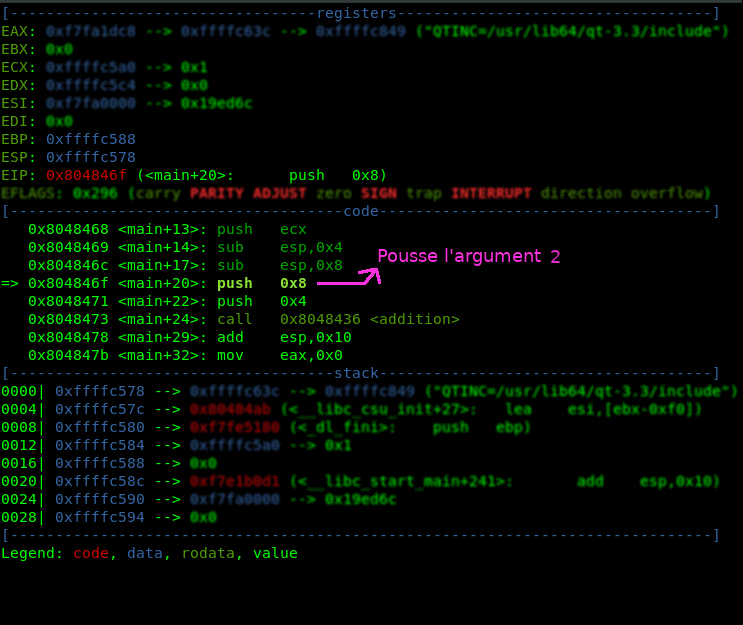 [----------------------------------registers-----------------------------------]
EAX: 0xf7fa1dc8 --> 0xffffc63c --> 0xffffc849 ("QTINC=/usr/lib64/qt-3.3/include")
EBX: 0x0
ECX: 0xffffc5a0 --> 0x1
EDX: 0xffffc5c4 --> 0x0
ESI: 0xf7fa0000 --> 0x19ed6c
EDI: 0x0
EBP: 0xffffc588
ESP: 0xffffc578
EIP: 0x804846f (<main+20>:      push   0x8)
EFLAGS: 0x296 (carry PARITY ADJUST zero SIGN trap INTERRUPT direction overflow)
[-------------------------------------code-------------------------------------]
   0x8048468 <main+13>: push   ecx
   0x8048469 <main+14>: sub    esp,0x4
   0x804846c <main+17>: sub    esp,0x8
Pousse l'argument 2
=> 0x804846f <main+20>: push   0x8
   0x8048471 <main+22>: push   0x4
   0x8048473 <main+24>: call   0x8048436 <addition>
   0x8048478 <main+29>: add    esp,0x10
   0x804847b <main+32>: mov    eax,0x0
[------------------------------------stack-------------------------------------]
0000| 0xffffc578 --> 0xffffc63c --> 0xffffc849 ("QTINC=/usr/lib64/qt-3.3/include")
0004| 0xffffc57c --> 0x80484ab (<__libc_csu_init+27>:   lea    esi,[ebx-0xf0])
0008| 0xffffc580 --> 0xf7fe5180 (<_dl_fini>:    push   ebp)
0012| 0xffffc584 --> 0xffffc5a0 --> 0x1
0016| 0xffffc588 --> 0x0
0020| 0xffffc58c --> 0xf7e1b0d1 (<__libc_start_main+241>:       add    esp,0x10)
0024| 0xffffc590 --> 0xf7fa0000 --> 0x19ed6c
0028| 0xffffc594 --> 0x0
[------------------------------------------------------------------------------]
Legend: code, data, rodata, value